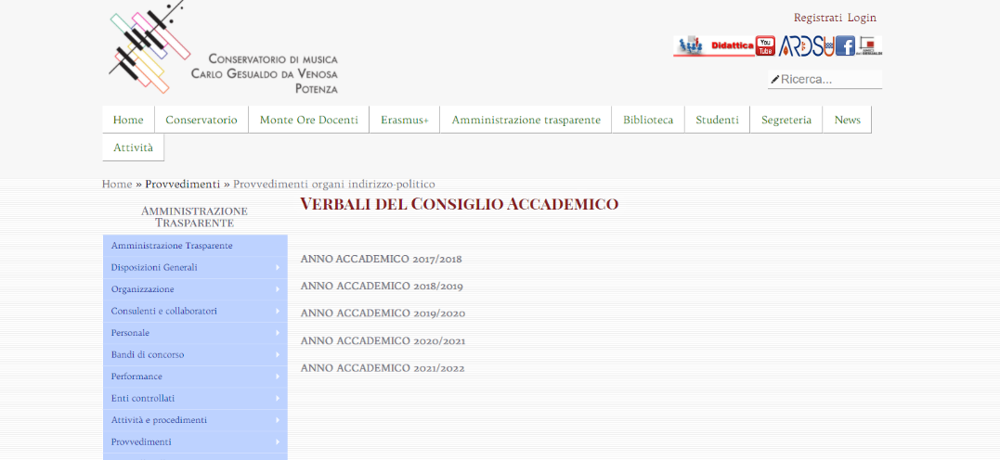 Registrati Login
CONSERVATORIO DI MUSICA
CARLO GESUALDO DA VENOSA
POTENZA
Didattica You Tube ARDSU f
Ricerca...
Home Conservatorio Monte Ore Docenti Erasmus+ Amministrazione trasparente Biblioteca Studenti Segreteria News
Attività
Home » Provvedimenti » Provvedimenti organi indirizzo-politico
AMMINISTRAZIONE
TRASPARENTE
VERBALI DEL CONSIGLIO ACCADEMICO
Amministrazione Trasparente
Disposizioni Generali
Organizzazione
Consulenti e collaboratori
Personale
Bandi di concorso
Performance
Enti controllati
Attività e procedimenti
Provvedimenti
ANNO ACCADEMICO 2017/2018
ANNO ACCADEMICO 2018/2019
ANNO ACCADEMICO 2019/2020
ANNO ACCADEMICO 2020/2021
ANNO ACCADEMICO 2021/2022